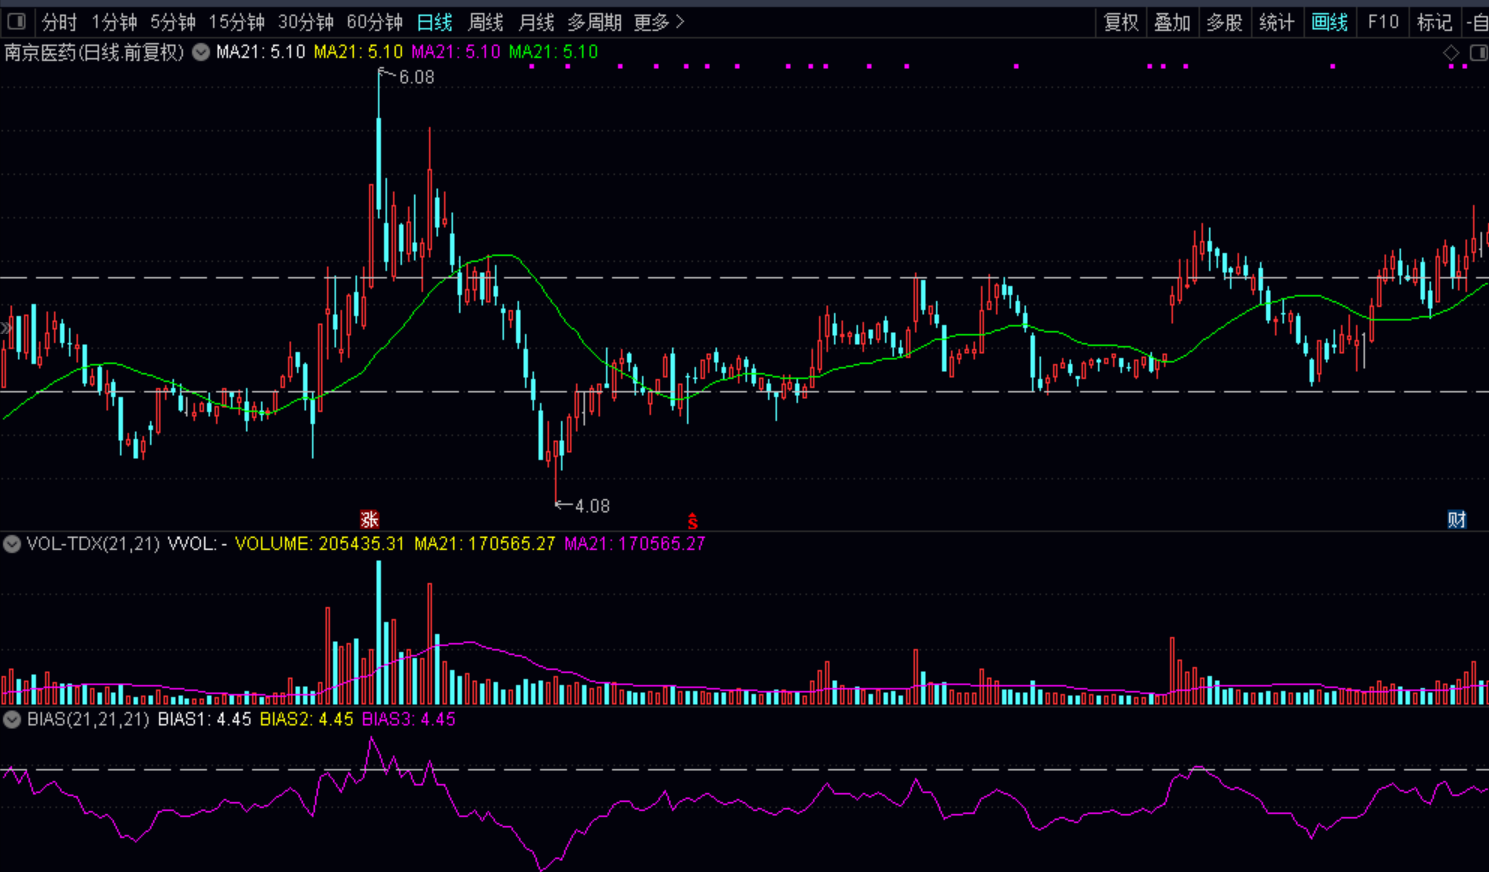 分时 1分钟 5分钟 15分钟 30分钟 60分钟 日线 周线 月线 多周期 更多 复权 叠加 多股 统计 画线 F10 标记 -自
南京医药(日线.前复权) MA21: 5.10 MA21: 5.10 MA21: 5.10 MA21: 5.10
6.08
4.08
涨 S 财
VOL-TDX(21,21) VVOL: - VOLUME: 205435.31 MA21: 170565.27 MA21: 170565.27
BIAS(21,21,21) BIAS1: 4.45 BIAS2: 4.45 BIAS3: 4.45